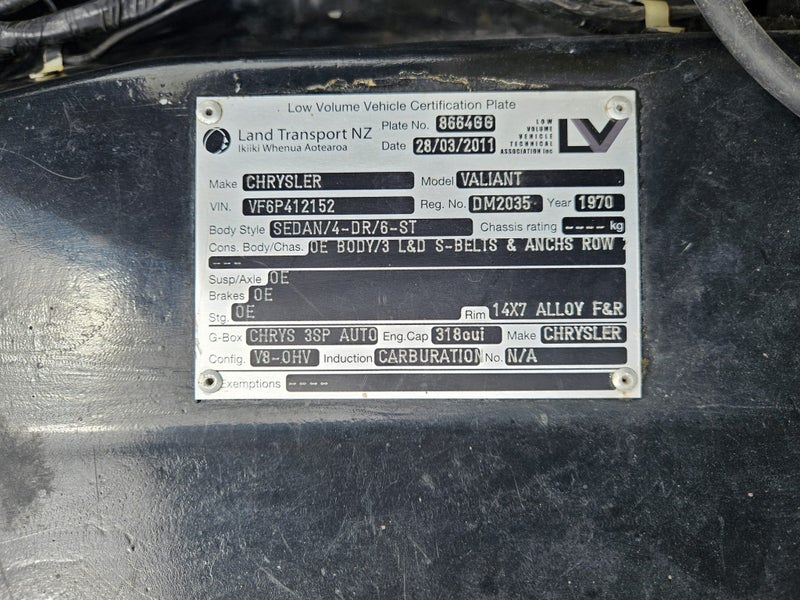 Low Volume Vehicle Certification Plate
Land Transport NZ
Ikiiki Whenua Aotearoa
Plate No. 866466
Date 28/03/2011
LOW
VOLUME
VEHICLE
TECHNICAL
ASSOCIATION Inc
LV
Make CHRYSLER Model VALIANT
VIN. VF6P412152 Reg. No. DM2035 Year 1970
Body Style SEDAN/4-DR/6-ST Chassis rating ---- kg
Cons. Body/Chas. OE BODY/3 L&D S-BELTS & ANCHS ROW 2
---
Susp/Axle OE
Brakes OE
Stg. OE Rim 14X7 ALLOY F&R
G-Box CHRYS 3SP AUTO Eng.Cap 318cui Make CHRYSLER
Config. V8-OHV Induction CARBURATION No. N/A
Exemptions ----